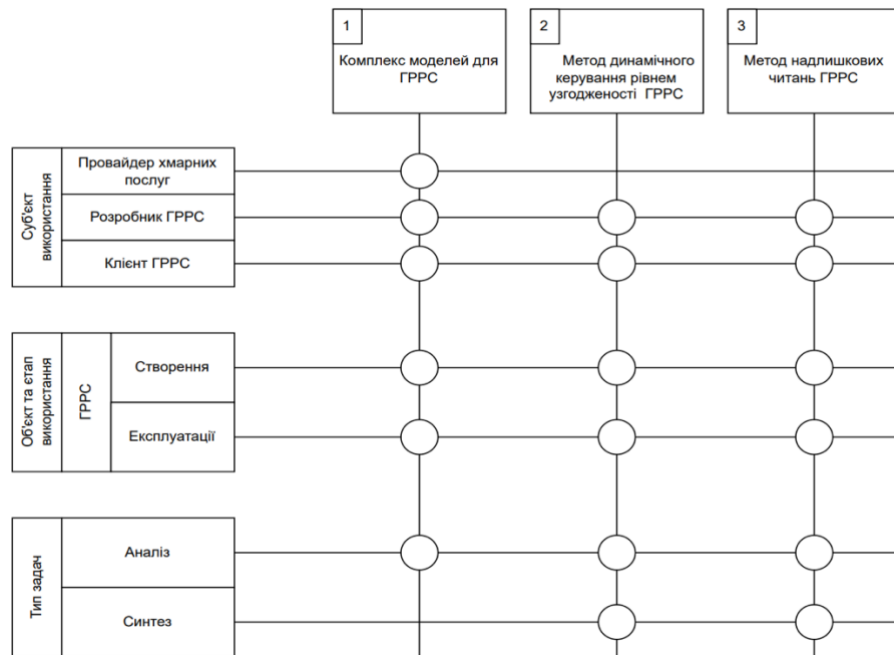 1
Комплекс моделей для
ГРРС
2
Метод динамічного
керування рівнем
узгодженості ГРРС
3
Метод надлишкових
читань ГРРС
Суб'єкт
використання
Провайдер хмарних
послуг
Розробник ГРРС
Клієнт ГРРС
Об'єкт та єтап
використання
ГРРС
Створення
Експлуатації
Тип задач
Аналіз
Синтез